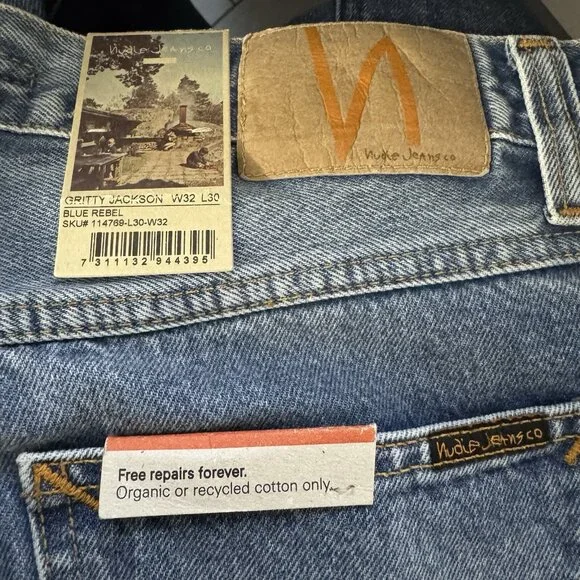 nudie Jeans co
GRITTY JACKSON W32 L30
BLUE REBEL
SKU# 114769-L30-W32
7 311132 944395
nudie Jeans co
nudie Jeans co
Free repairs forever.
Organic or recycled cotton only.